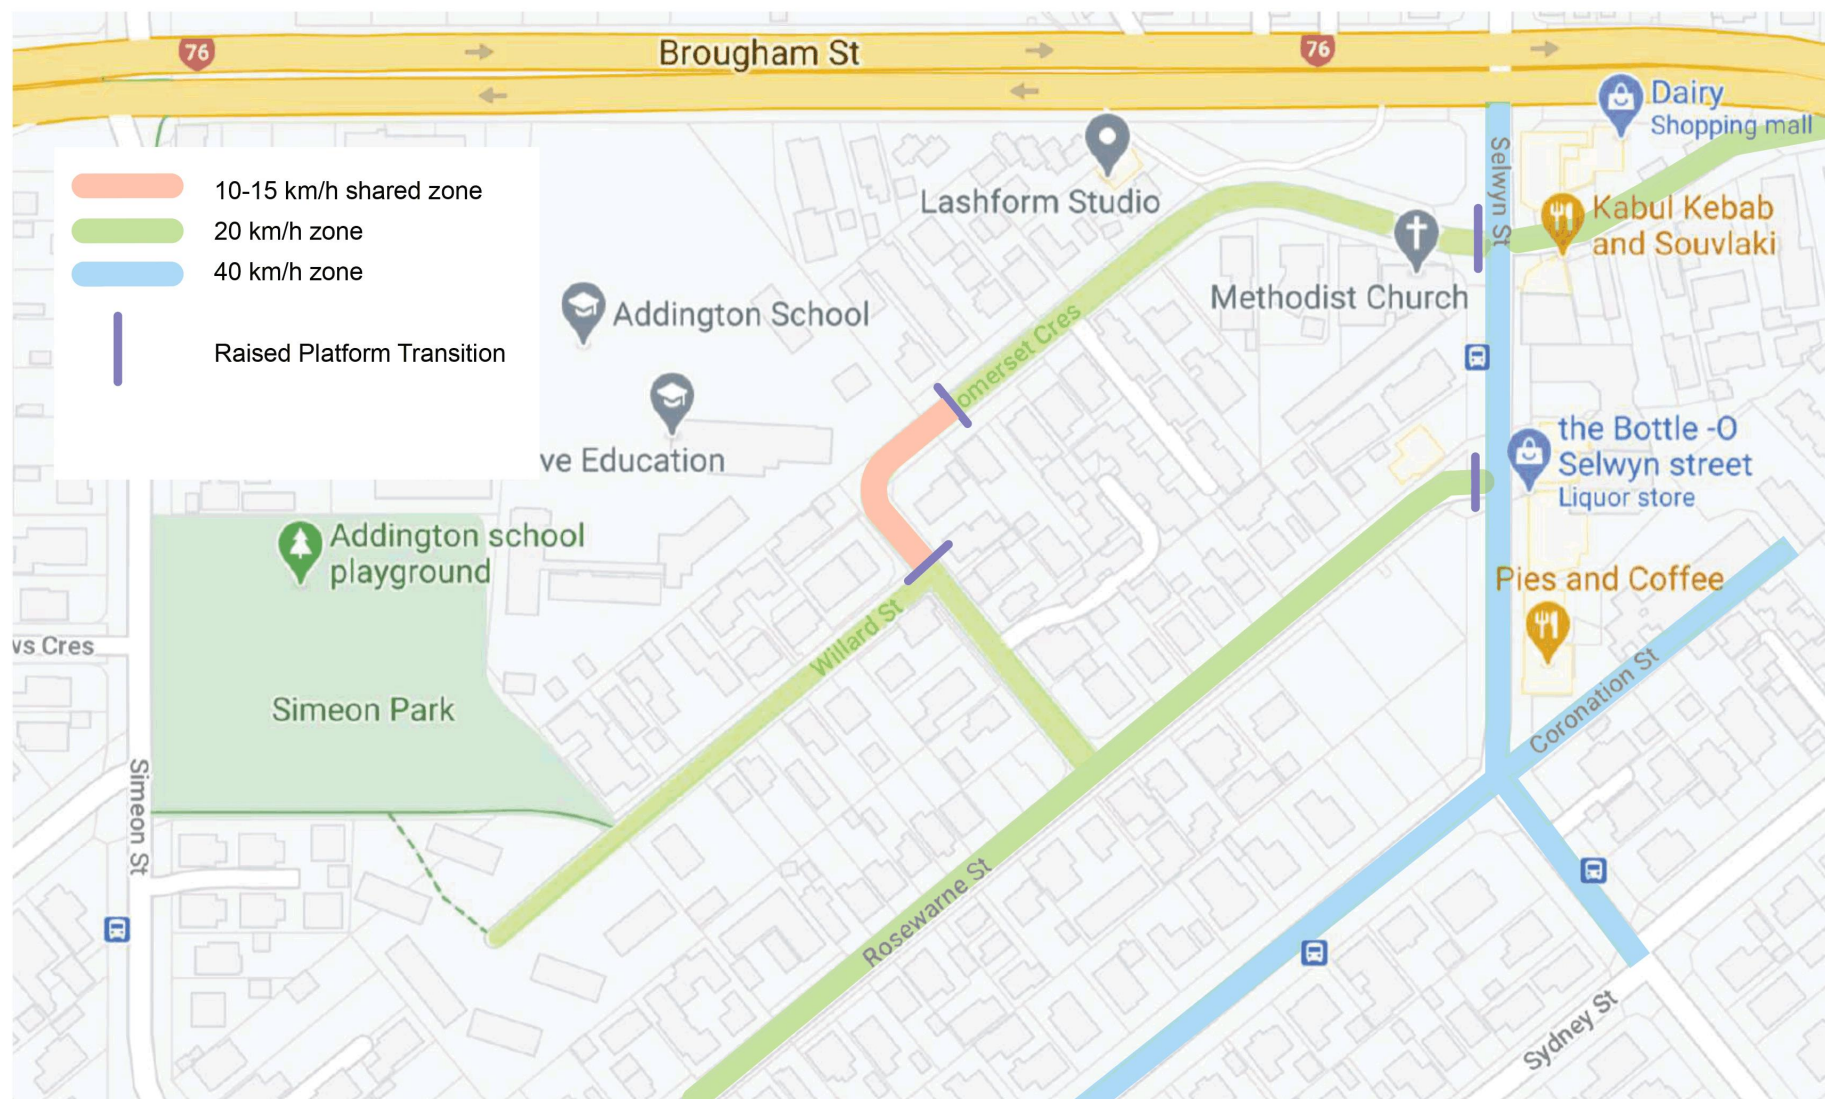 76
Brougham St
76
Dairy
Shopping mall
10-15 km/h shared zone
20 km/h zone
40 km/h zone
Raised Platform Transition
Selwyn St
Lashform Studio
Kabul Kebab
and Souvlaki
Methodist Church
Addington School
omerset Cres
ve Education
the Bottle -O
Selwyn street
Liquor store
Addington school
playground
Pies and Coffee
Willard St
vs Cres
Simeon Park
Coronation St
Simeon St
Rosewarne St
Sydney St